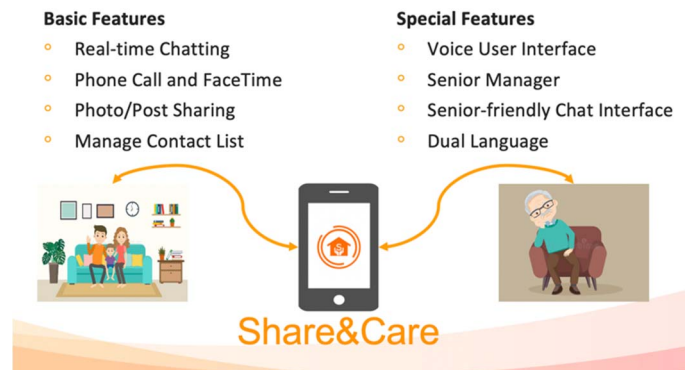 Basic Features
Real-time Chatting
Phone Call and FaceTime
Photo/Post Sharing
Manage Contact List
Special Features
Voice User Interface
Senior Manager
Senior-friendly Chat Interface
Dual Language
Share&Care